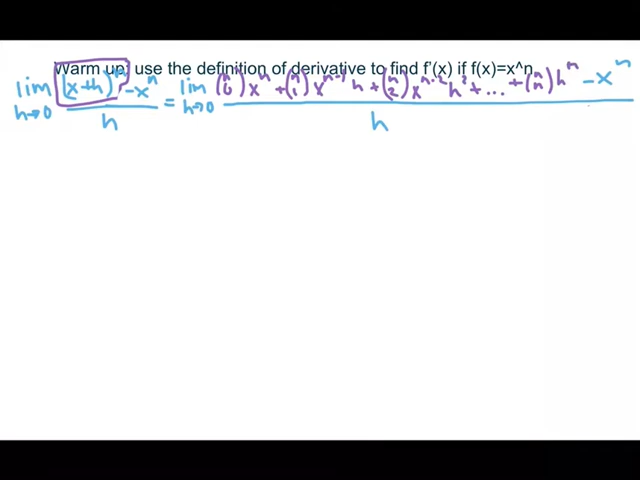 Warm up: use the definition of derivative to find f'(x) if f(x)=x^n
lim h→0 (x+h)^n - x^n / h = lim h→0 (n 0)x^n + (n 1)x^n-1 h + (n 2)x^n-2 h^2 + ... + (n n)h^n - x^n / h